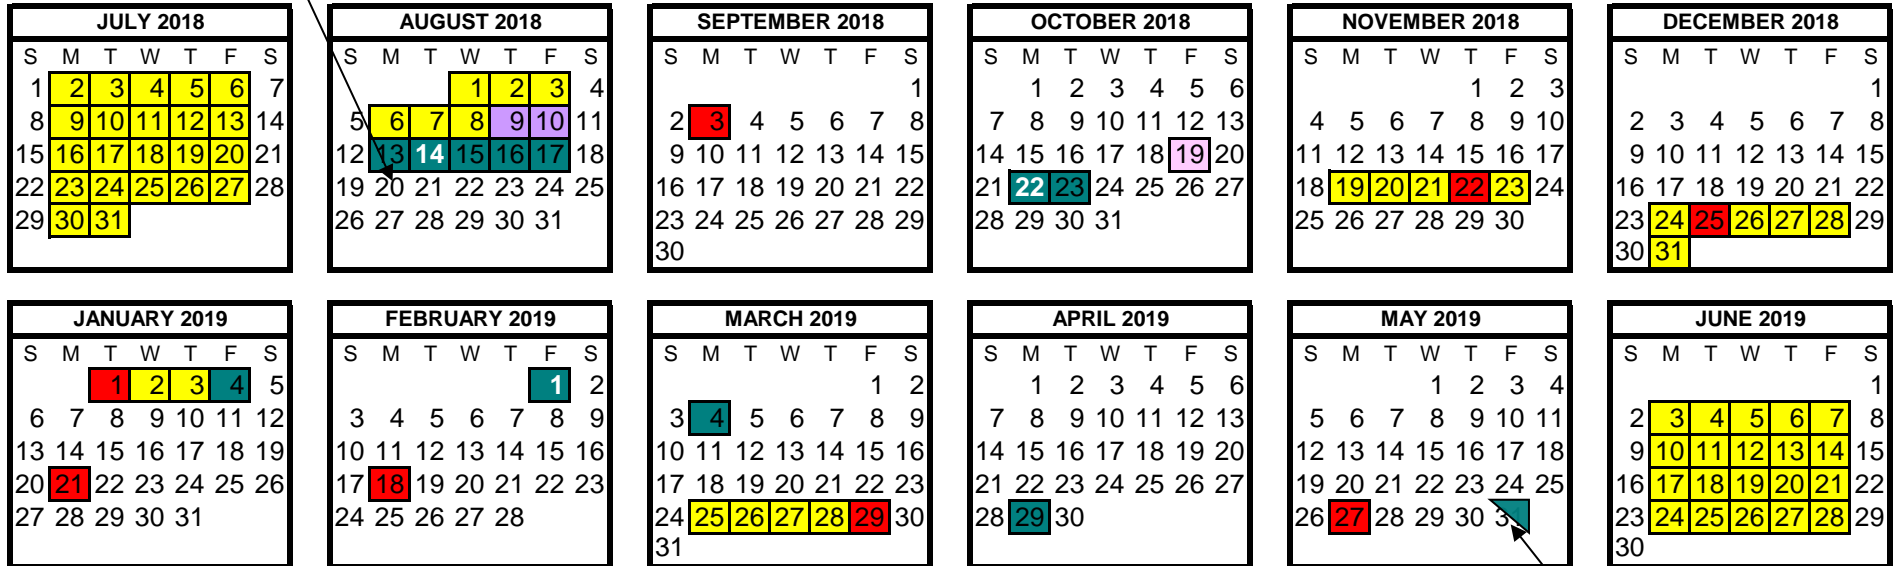 JULY 2018
S M T W T F S
1 2 3 4 5 6 7
8 9 10 11 12 13 14
15 16 17 18 19 20 21
22 23 24 25 26 27 28
29 30 31
AUGUST 2018
S M T W T F S
1 2 3 4
5 6 7 8 9 10 11
12 13 14 15 16 17 18
19 20 21 22 23 24 25
26 27 28 29 30 31
SEPTEMBER 2018
S M T W T F S
1
2 3 4 5 6 7 8
9 10 11 12 13 14 15
16 17 18 19 20 21 22
23 24 25 26 27 28 29
30
OCTOBER 2018
S M T W T F S
1 2 3 4 5 6
7 8 9 10 11 12 13
14 15 16 17 18 19 20
21 22 23 24 25 26 27
28 29 30 31
NOVEMBER 2018
S M T W T F S
1 2 3
4 5 6 7 8 9 10
11 12 13 14 15 16 17
18 19 20 21 22 23 24
25 26 27 28 29 30
DECEMBER 2018
S M T W T F S
1
2 3 4 5 6 7 8
9 10 11 12 13 14 15
16 17 18 19 20 21 22
23 24 25 26 27 28 29
30 31
JANUARY 2019
S M T W T F S
1 2 3 4 5
6 7 8 9 10 11 12
13 14 15 16 17 18 19
20 21 22 23 24 25 26
27 28 29 30 31
FEBRUARY 2019
S M T W T F S
1 2
3 4 5 6 7 8 9
10 11 12 13 14 15 16
17 18 19 20 21 22 23
24 25 26 27 28
MARCH 2019
S M T W T F S
1 2
3 4 5 6 7 8 9
10 11 12 13 14 15 16
17 18 19 20 21 22 23
24 25 26 27 28 29 30
31
APRIL 2019
S M T W T F S
1 2 3 4 5 6
7 8 9 10 11 12 13
14 15 16 17 18 19 20
21 22 23 24 25 26 27
28 29 30
MAY 2019
S M T W T F S
1 2 3 4
5 6 7 8 9 10 11
12 13 14 15 16 17 18
19 20 21 22 23 24 25
26 27 28 29 30 31
JUNE 2019
S M T W T F S
1
2 3 4 5 6 7 8
9 10 11 12 13 14 15
16 17 18 19 20 21 22
23 24 25 26 27 28 29
30